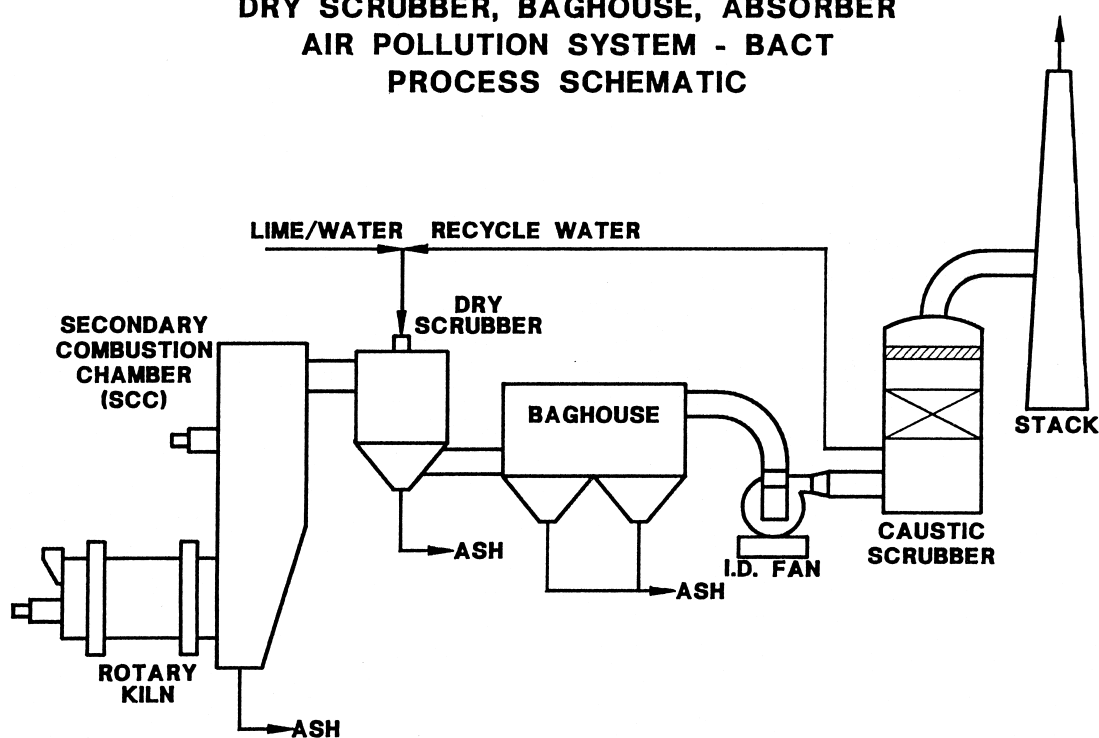 DRY SCRUBBER, BAGHOUSE, ABSORBER
AIR POLLUTION SYSTEM - BACT
PROCESS SCHEMATIC
LIME/WATER
RECYCLE WATER
DRY
SCRUBBER
SECONDARY
COMBUSTION
CHAMBER
(SCC)
BAGHOUSE
STACK
CAUSTIC
SCRUBBER
ASH
I.D. FAN
ASH
ROTARY
KILN
ASH